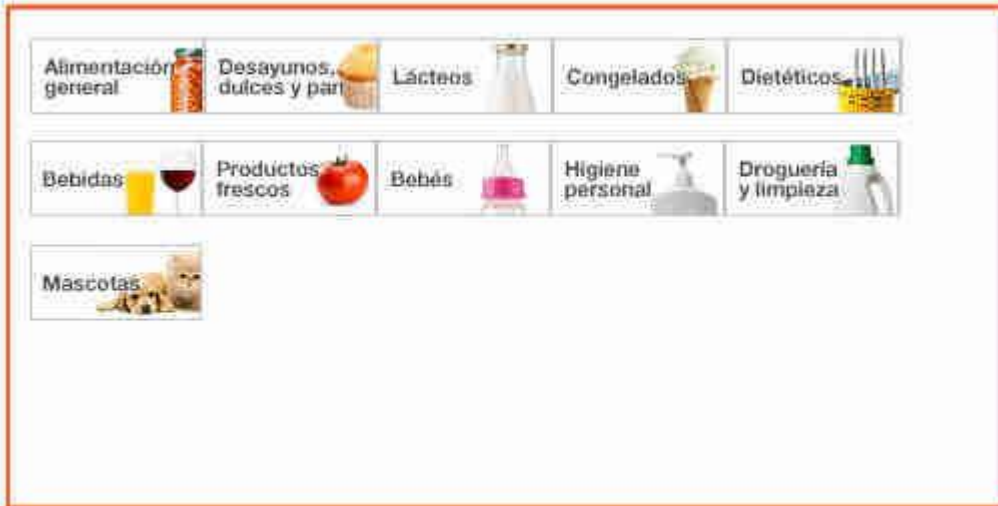 Alimentación
general
Desayunos,
dulces y pan
Lácteos
Congelados
Dietéticos
Bebidas
Productos
frescos
Bebés
Higiene
personal
Droguería
y limpieza
Mascotas